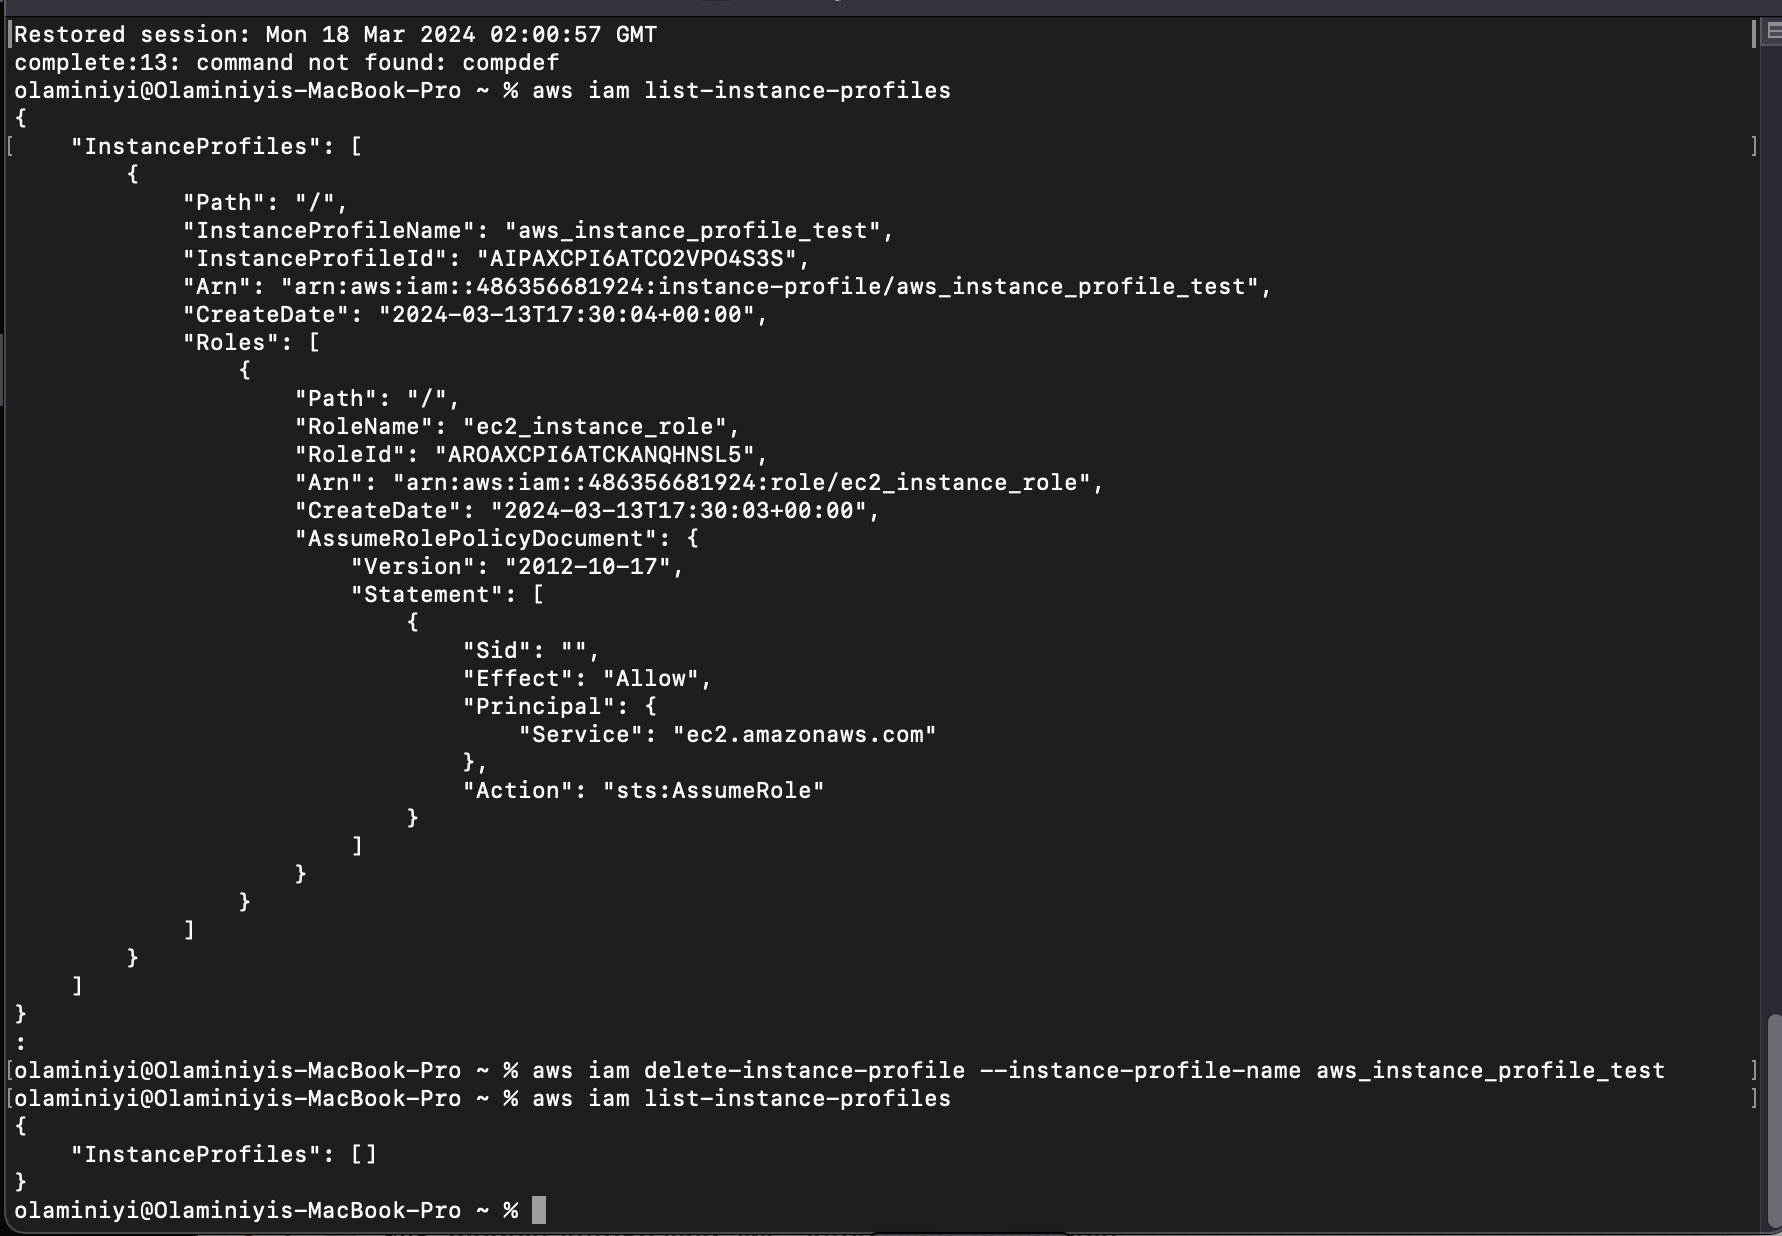 Restored session: Mon 18 Mar 2024 02:00:57 GMT
complete:13: command not found: compdef
olaminiyi@Olaminiyis-MacBook-Pro ~ % aws iam list-instance-profiles
{
    "InstanceProfiles": [
        {
            "Path": "/",
            "InstanceProfileName": "aws_instance_profile_test",
            "InstanceProfileId": "AIPAXCPI6ATCO2VPO4S3S",
            "Arn": "arn:aws:iam::486356681924:instance-profile/aws_instance_profile_test",
            "CreateDate": "2024-03-13T17:30:04+00:00",
            "Roles": [
                {
                    "Path": "/",
                    "RoleName": "ec2_instance_role",
                    "RoleId": "AROAXCPI6ATCKANQHNSL5",
                    "Arn": "arn:aws:iam::486356681924:role/ec2_instance_role",
                    "CreateDate": "2024-03-13T17:30:03+00:00",
                    "AssumeRolePolicyDocument": {
                        "Version": "2012-10-17",
                        "Statement": [
                            {
                                "Sid": "",
                                "Effect": "Allow",
                                "Principal": {
                                    "Service": "ec2.amazonaws.com"
                                },
                                "Action": "sts:AssumeRole"
                            }
                        ]
                    }
                }
            ]
        }
    ]
}
:
olaminiyi@Olaminiyis-MacBook-Pro ~ % aws iam delete-instance-profile --instance-profile-name aws_instance_profile_test
olaminiyi@Olaminiyis-MacBook-Pro ~ % aws iam list-instance-profiles
{
    "InstanceProfiles": []
}
olaminiyi@Olaminiyis-MacBook-Pro ~ %